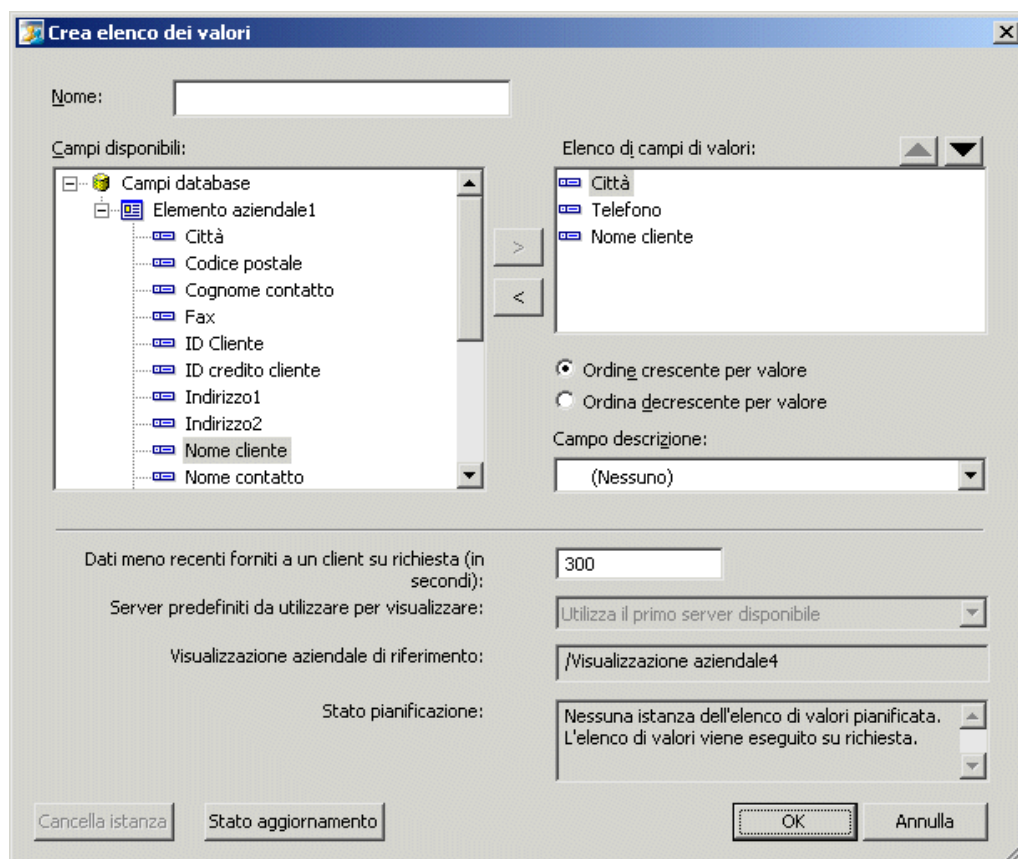 Crea elenco dei valori
Nome:
Campi disponibili:
Campi database
Elemento aziendale1
Città
Codice postale
Cognome contatto
Fax
ID Cliente
ID credito cliente
Indirizzo1
Indirizzo2
Nome cliente
Nome contatto
>
<
Elenco di campi di valori:
Città
Telefono
Nome cliente
Ordine crescente per valore
Ordina decrescente per valore
Campo descrizione:
(Nessuno)
Dati meno recenti forniti a un client su richiesta (in
secondi):
300
Server predefiniti da utilizzare per visualizzare:
Utilizza il primo server disponibile
Visualizzazione aziendale di riferimento:
/Visualizzazione aziendale4
Stato pianificazione:
Nessuna istanza dell'elenco di valori pianificata.
L'elenco di valori viene eseguito su richiesta.
Cancella istanza
Stato aggiornamento
OK
Annulla